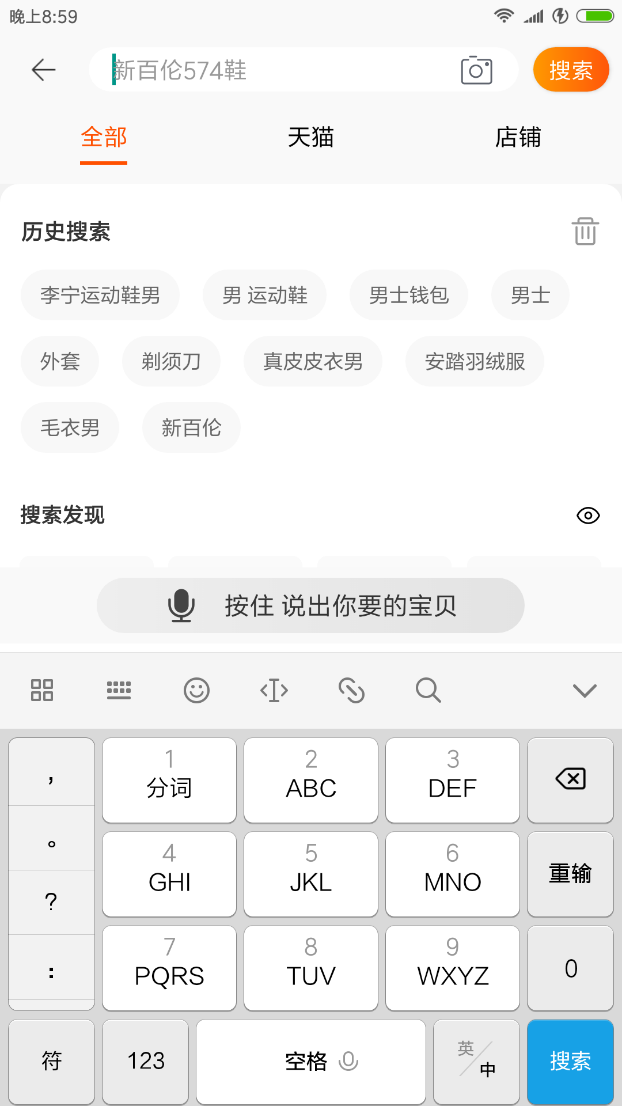 晚上8:59
新百伦574鞋 搜索
全部 天猫 店铺
历史搜索
李宁运动鞋男 男 运动鞋 男士钱包 男士
外套 剃须刀 真皮皮衣男 安踏羽绒服
毛衣男 新百伦
搜索发现
按住 说出你要的宝贝
, 1 2 3
分词 ABC DEF
。 4 5 6 重输
GHI JKL MNO
?
7 8 9 0
: PQRS TUV WXYZ
符 123 空格 英/中 搜索